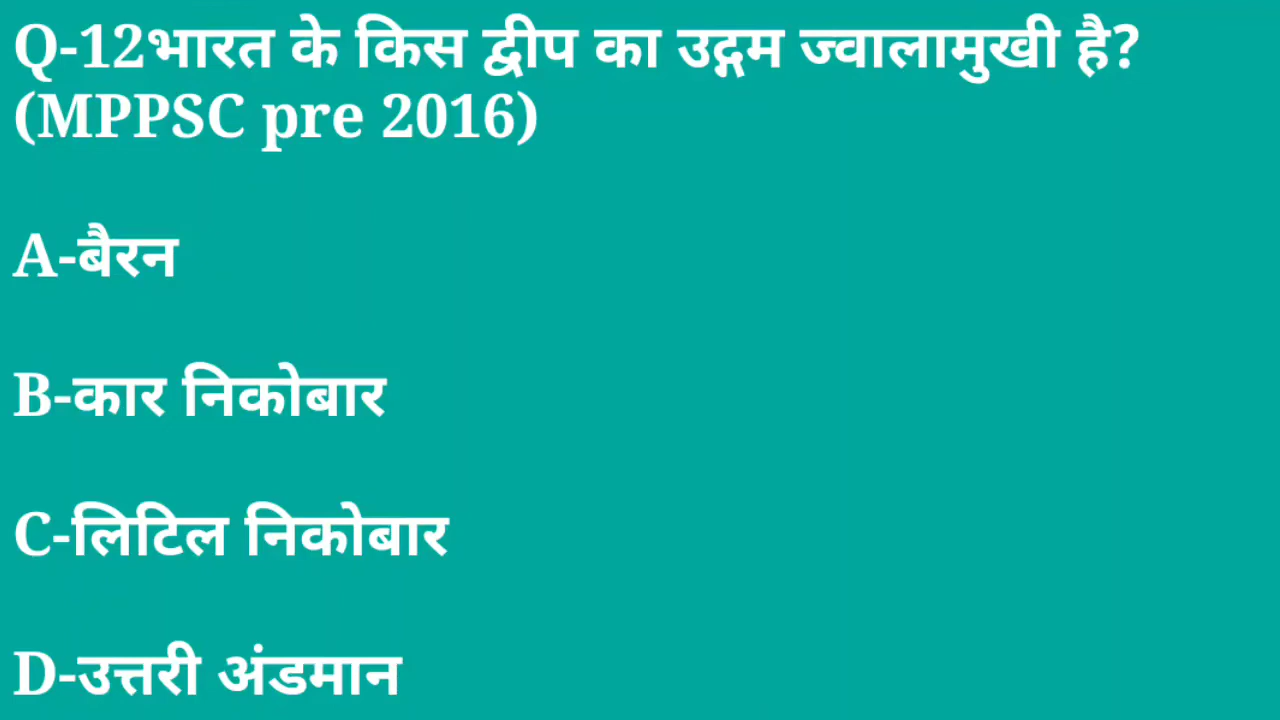 Q-12भारत के किस द्वीप का उद्गम ज्वालामुखी है?
(MPPSC pre 2016)
A-बैरन
B-कार निकोबार
C-लिटिल निकोबार
D-उत्तरी अंडमान